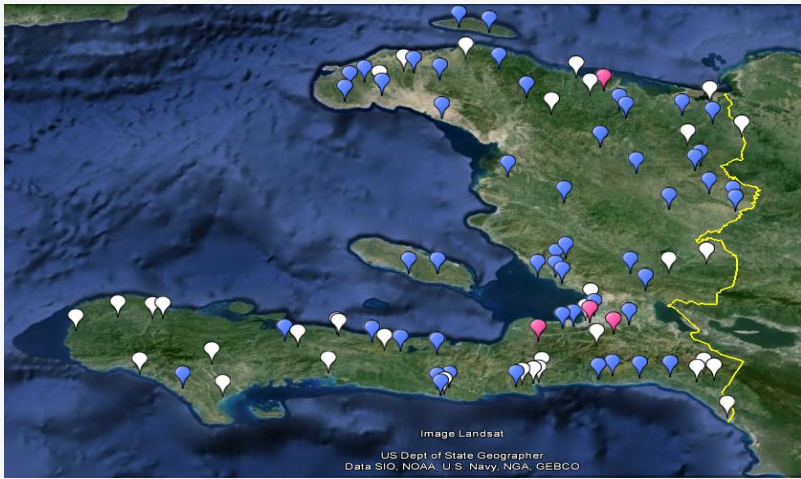 Image Landsat
US Dept of State Geographer
Data SIO, NOAA, U.S. Navy, NGA, GEBCO